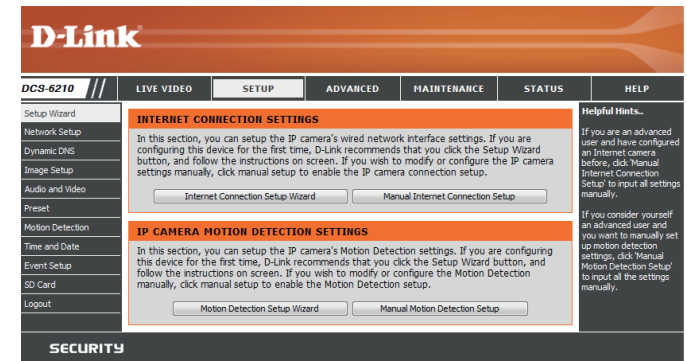 D-Link
DCS-6210 // LIVE VIDEO SETUP ADVANCED MAINTENANCE STATUS HELP
Setup Wizard
Network Setup
Dynamic DNS
Image Setup
Audio and Video
Preset
Motion Detection
Time and Date
Event Setup
SD Card
Logout
INTERNET CONNECTION SETTINGS
In this section, you can setup the IP camera's wired network interface settings. If you are
configuring this device for the first time, D-Link recommends that you click the Setup Wizard
button, and follow the instructions on screen. If you wish to modify or configure the IP camera
settings manually, click manual setup to enable the IP camera connection setup.
Internet Connection Setup Wizard Manual Internet Connection Setup
IP CAMERA MOTION DETECTION SETTINGS
In this section, you can setup the IP camera's Motion Detection settings. If you are configuring
this device for the first time, D-Link recommends that you click the Setup Wizard button, and
follow the instructions on screen. If you wish to modify or configure the Motion Detection
manually, click manual setup to enable the Motion Detection setup.
Motion Detection Setup Wizard Manual Motion Detection Setup
Helpful Hints..
If you are an advanced
user and have configured
an Internet camera
before, click 'Manual
Internet Connection
Setup' to input all settings
manually.
If you consider yourself
an advanced user and
you want to manually set
up motion detection
settings, click 'Manual
Motion Detection Setup'
to input all the settings
manually.
SECURITY